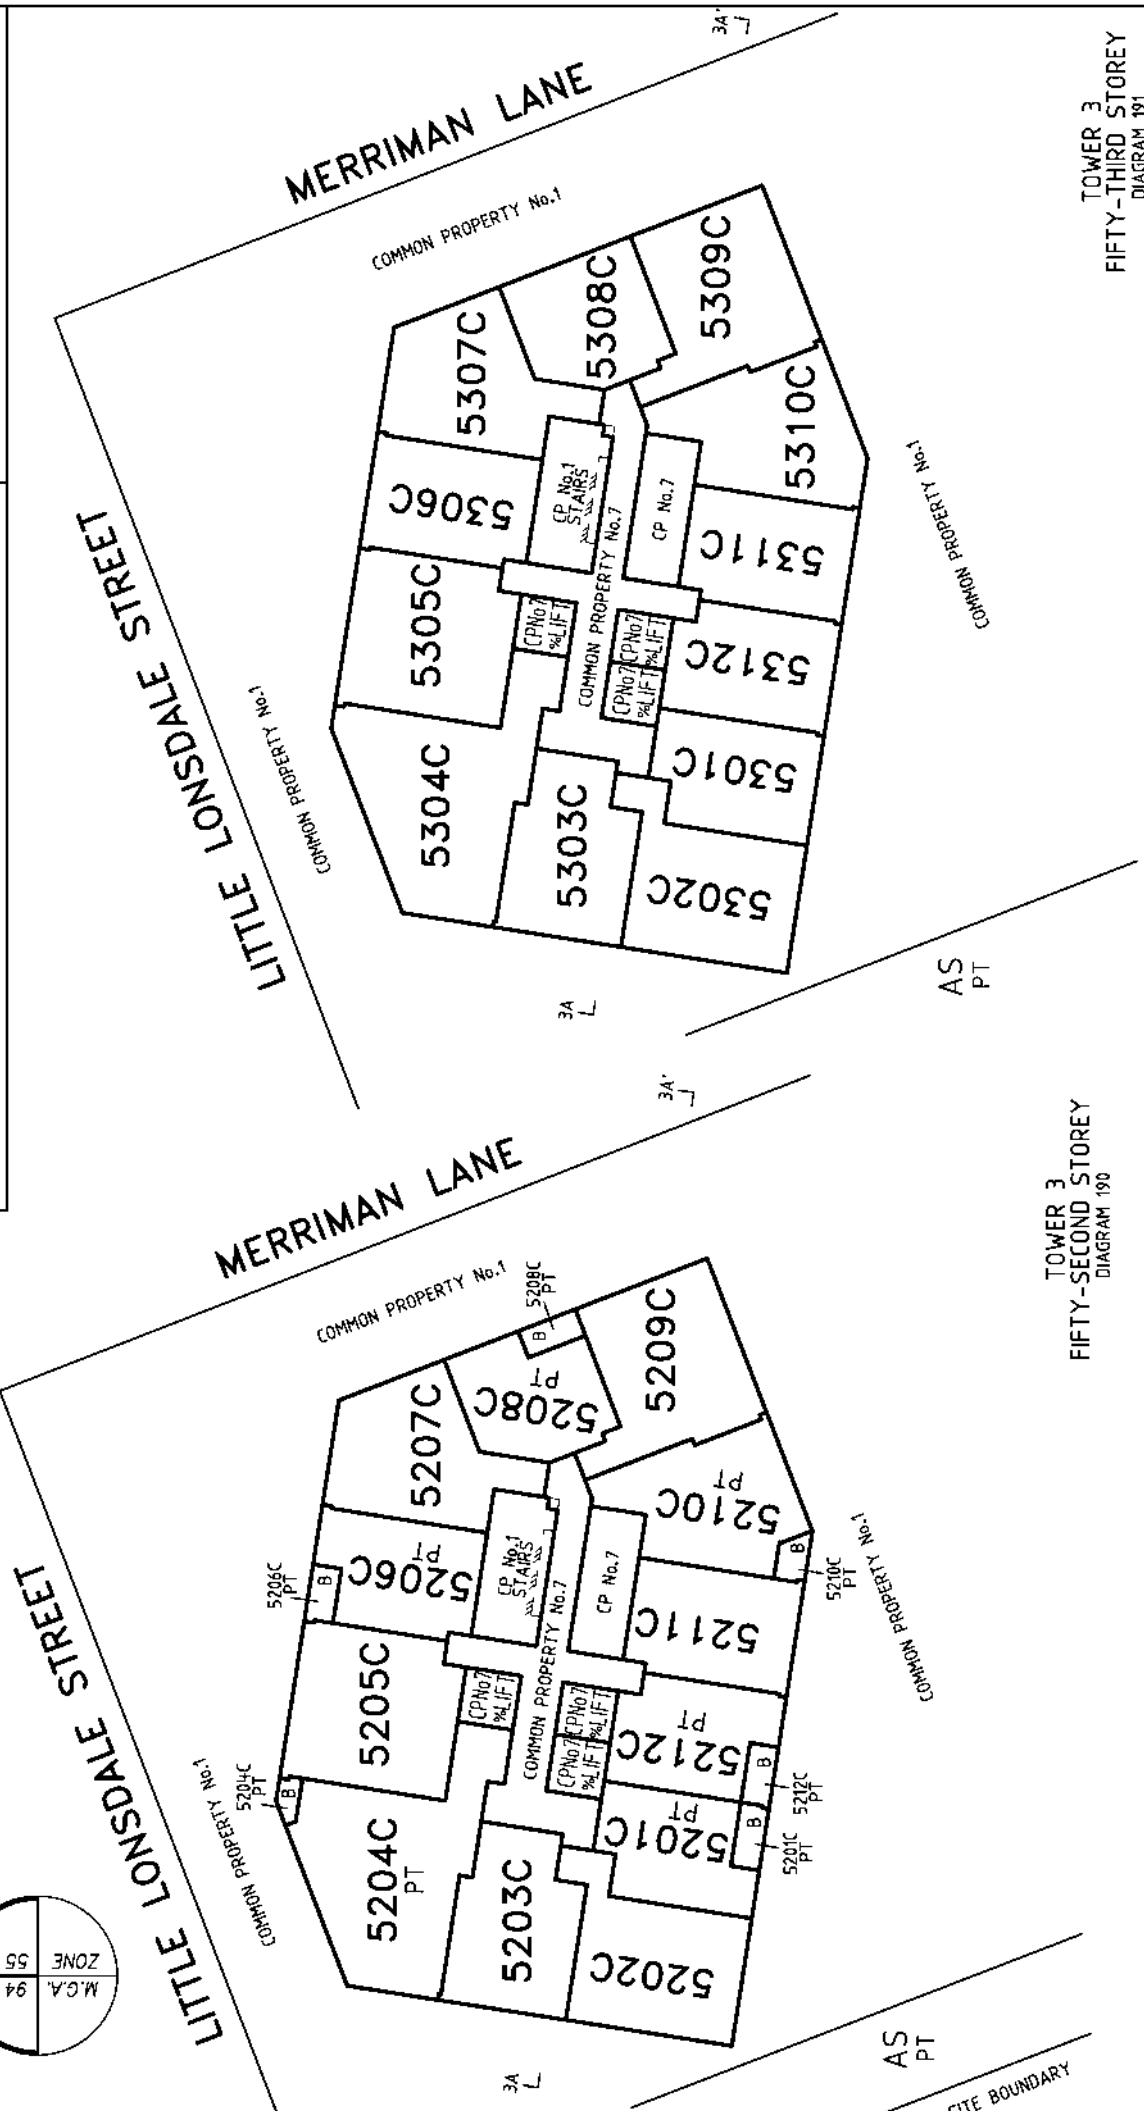 LITTLE LONSDALE STREET
MERRIMAN LANE
COMMON PROPERTY No.1
COMMON PROPERTY No.1
3A'
5304C
5305C
5306C
5307C
5308C
5309C
5303C
CPNo7
%LIFT
CP No.1
STAIRS
COMMON PROPERTY No.7
CPNo7
%LIFT
CPNo7
%LIFT
CP No.7
5302C
5301C
5312C
5311C
5310C
3A
AS
PT
COMMON PROPERTY No.1
TOWER 3
FIFTY-THIRD STOREY
DIAGRAM 191
M.G.A. 94
ZONE 55
LITTLE LONSDALE STREET
MERRIMAN LANE
COMMON PROPERTY No.1
COMMON PROPERTY No.1
3A'
5204C
PT
B
5206C
PT
B
5208C
PT
B
5204C
PT
5205C
5206C
PT
5207C
5208C
PT
5209C
5203C
CPNo7
%LIFT
CP No.1
STAIRS
COMMON PROPERTY No.7
CPNo7
%LIFT
CPNo7
%LIFT
CP No.7
5202C
5201C
PT
5212C
PT
5211C
5210C
PT
B
5201C
PT
B
5212C
PT
B
5210C
PT
3A
AS
PT
COMMON PROPERTY No.1
SITE BOUNDARY
TOWER 3
FIFTY-SECOND STOREY
DIAGRAM 190